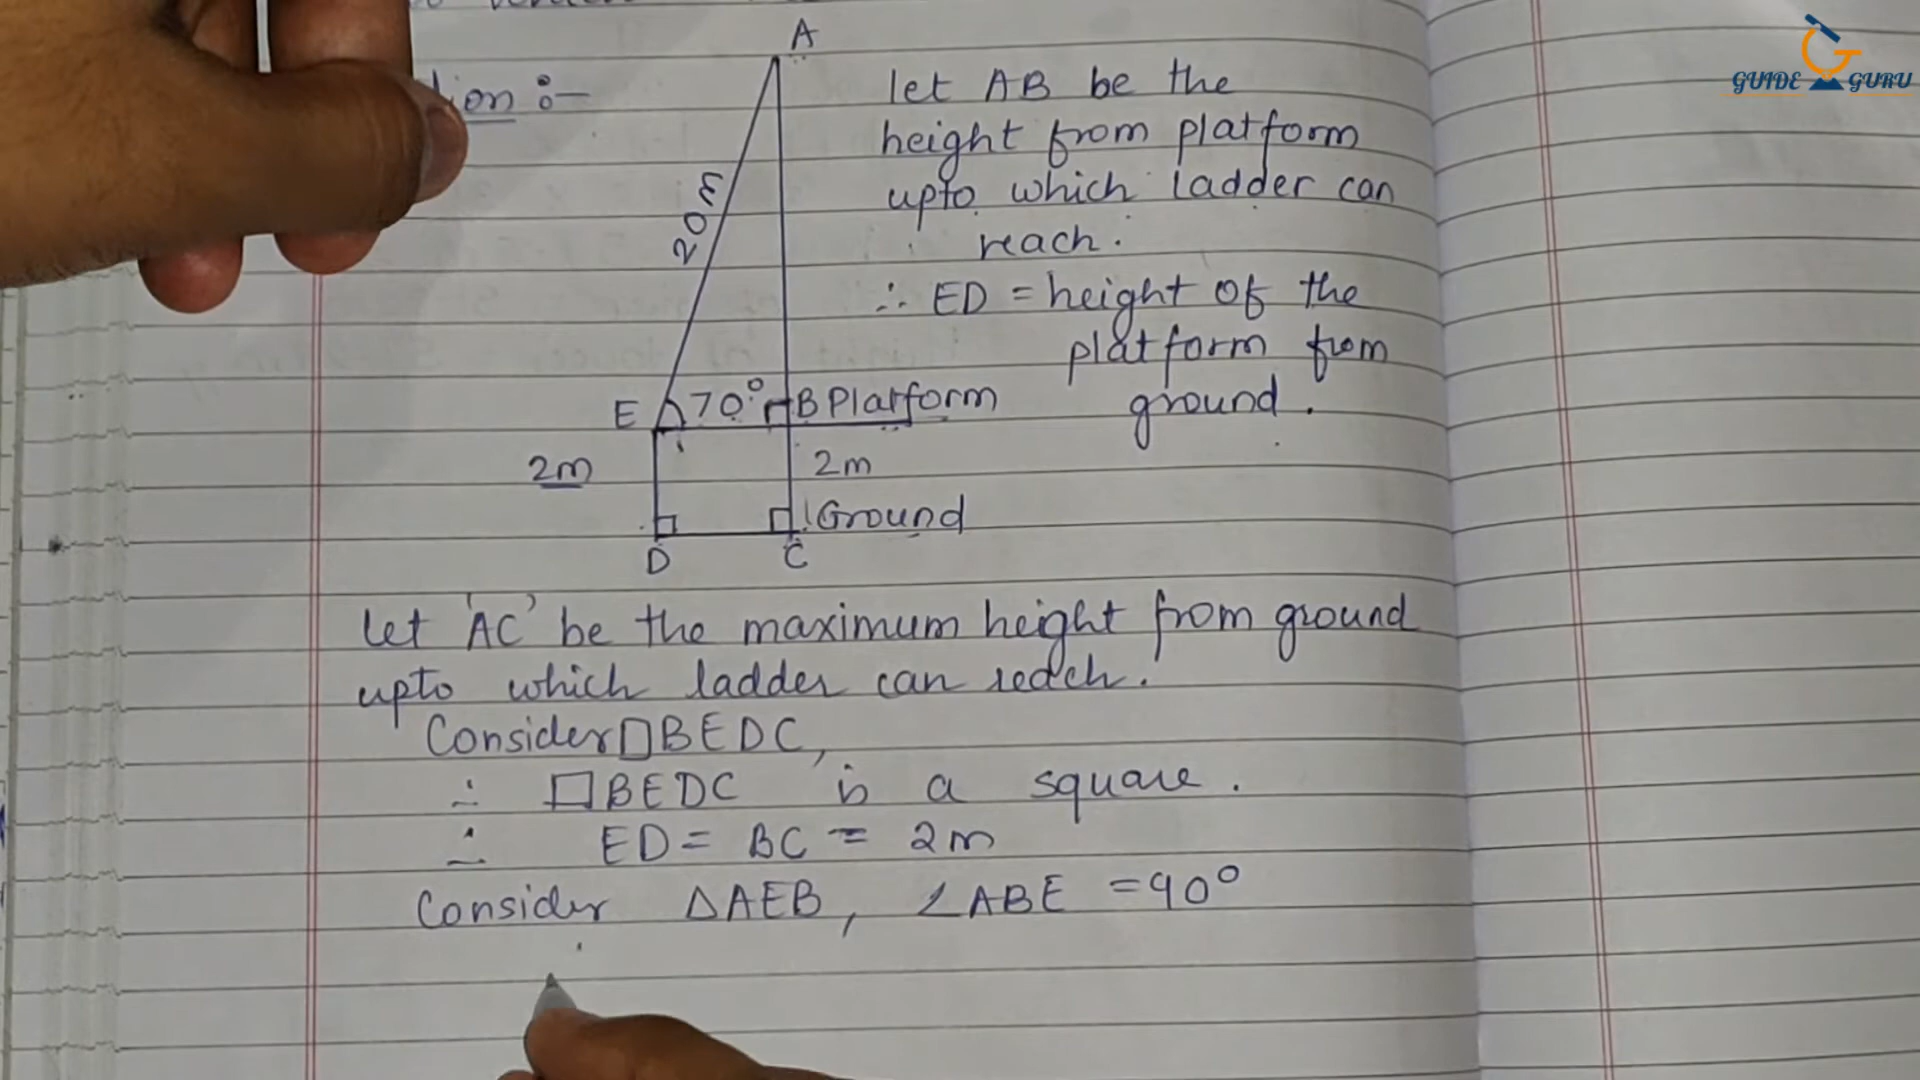 A
ion :-
let AB be the
height from platform
upto which ladder can
reach.
∴ ED = height of the
platform from
ground.
20m
E 70° B Platform
2m
2m
Ground
D
C
let 'AC' be the maximum height from ground
upto which ladder can reach.
Consider □BEDC,
∴ □BEDC is a square.
∴ ED = BC = 2m
Consider △AEB, ∠ABE = 90°
GUIDE GURU